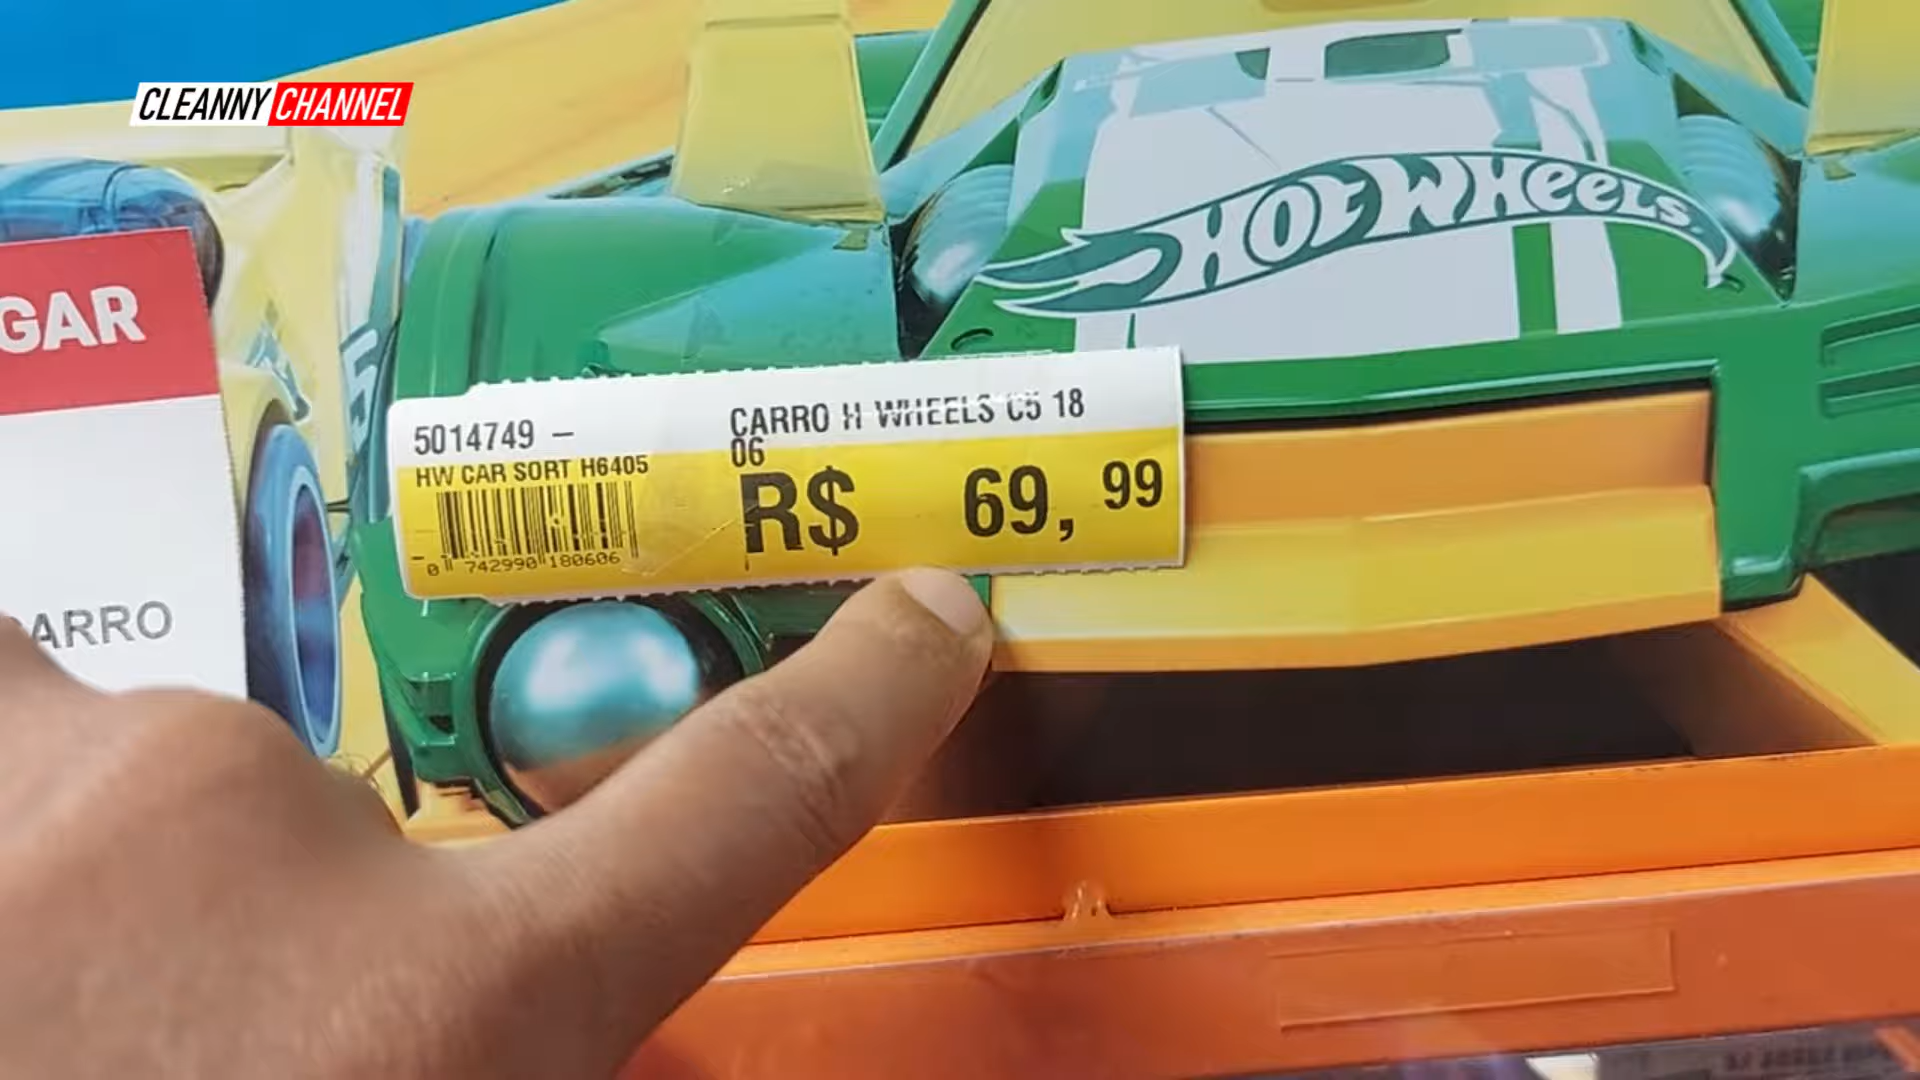 CLEANNY CHANNEL
HOT WHEELS
GAR
5
ARRO
5014749 –
CARRO H WHEELS C5 18
06
HW CAR SORT H6405
R$ 69,99
0 742990 180606